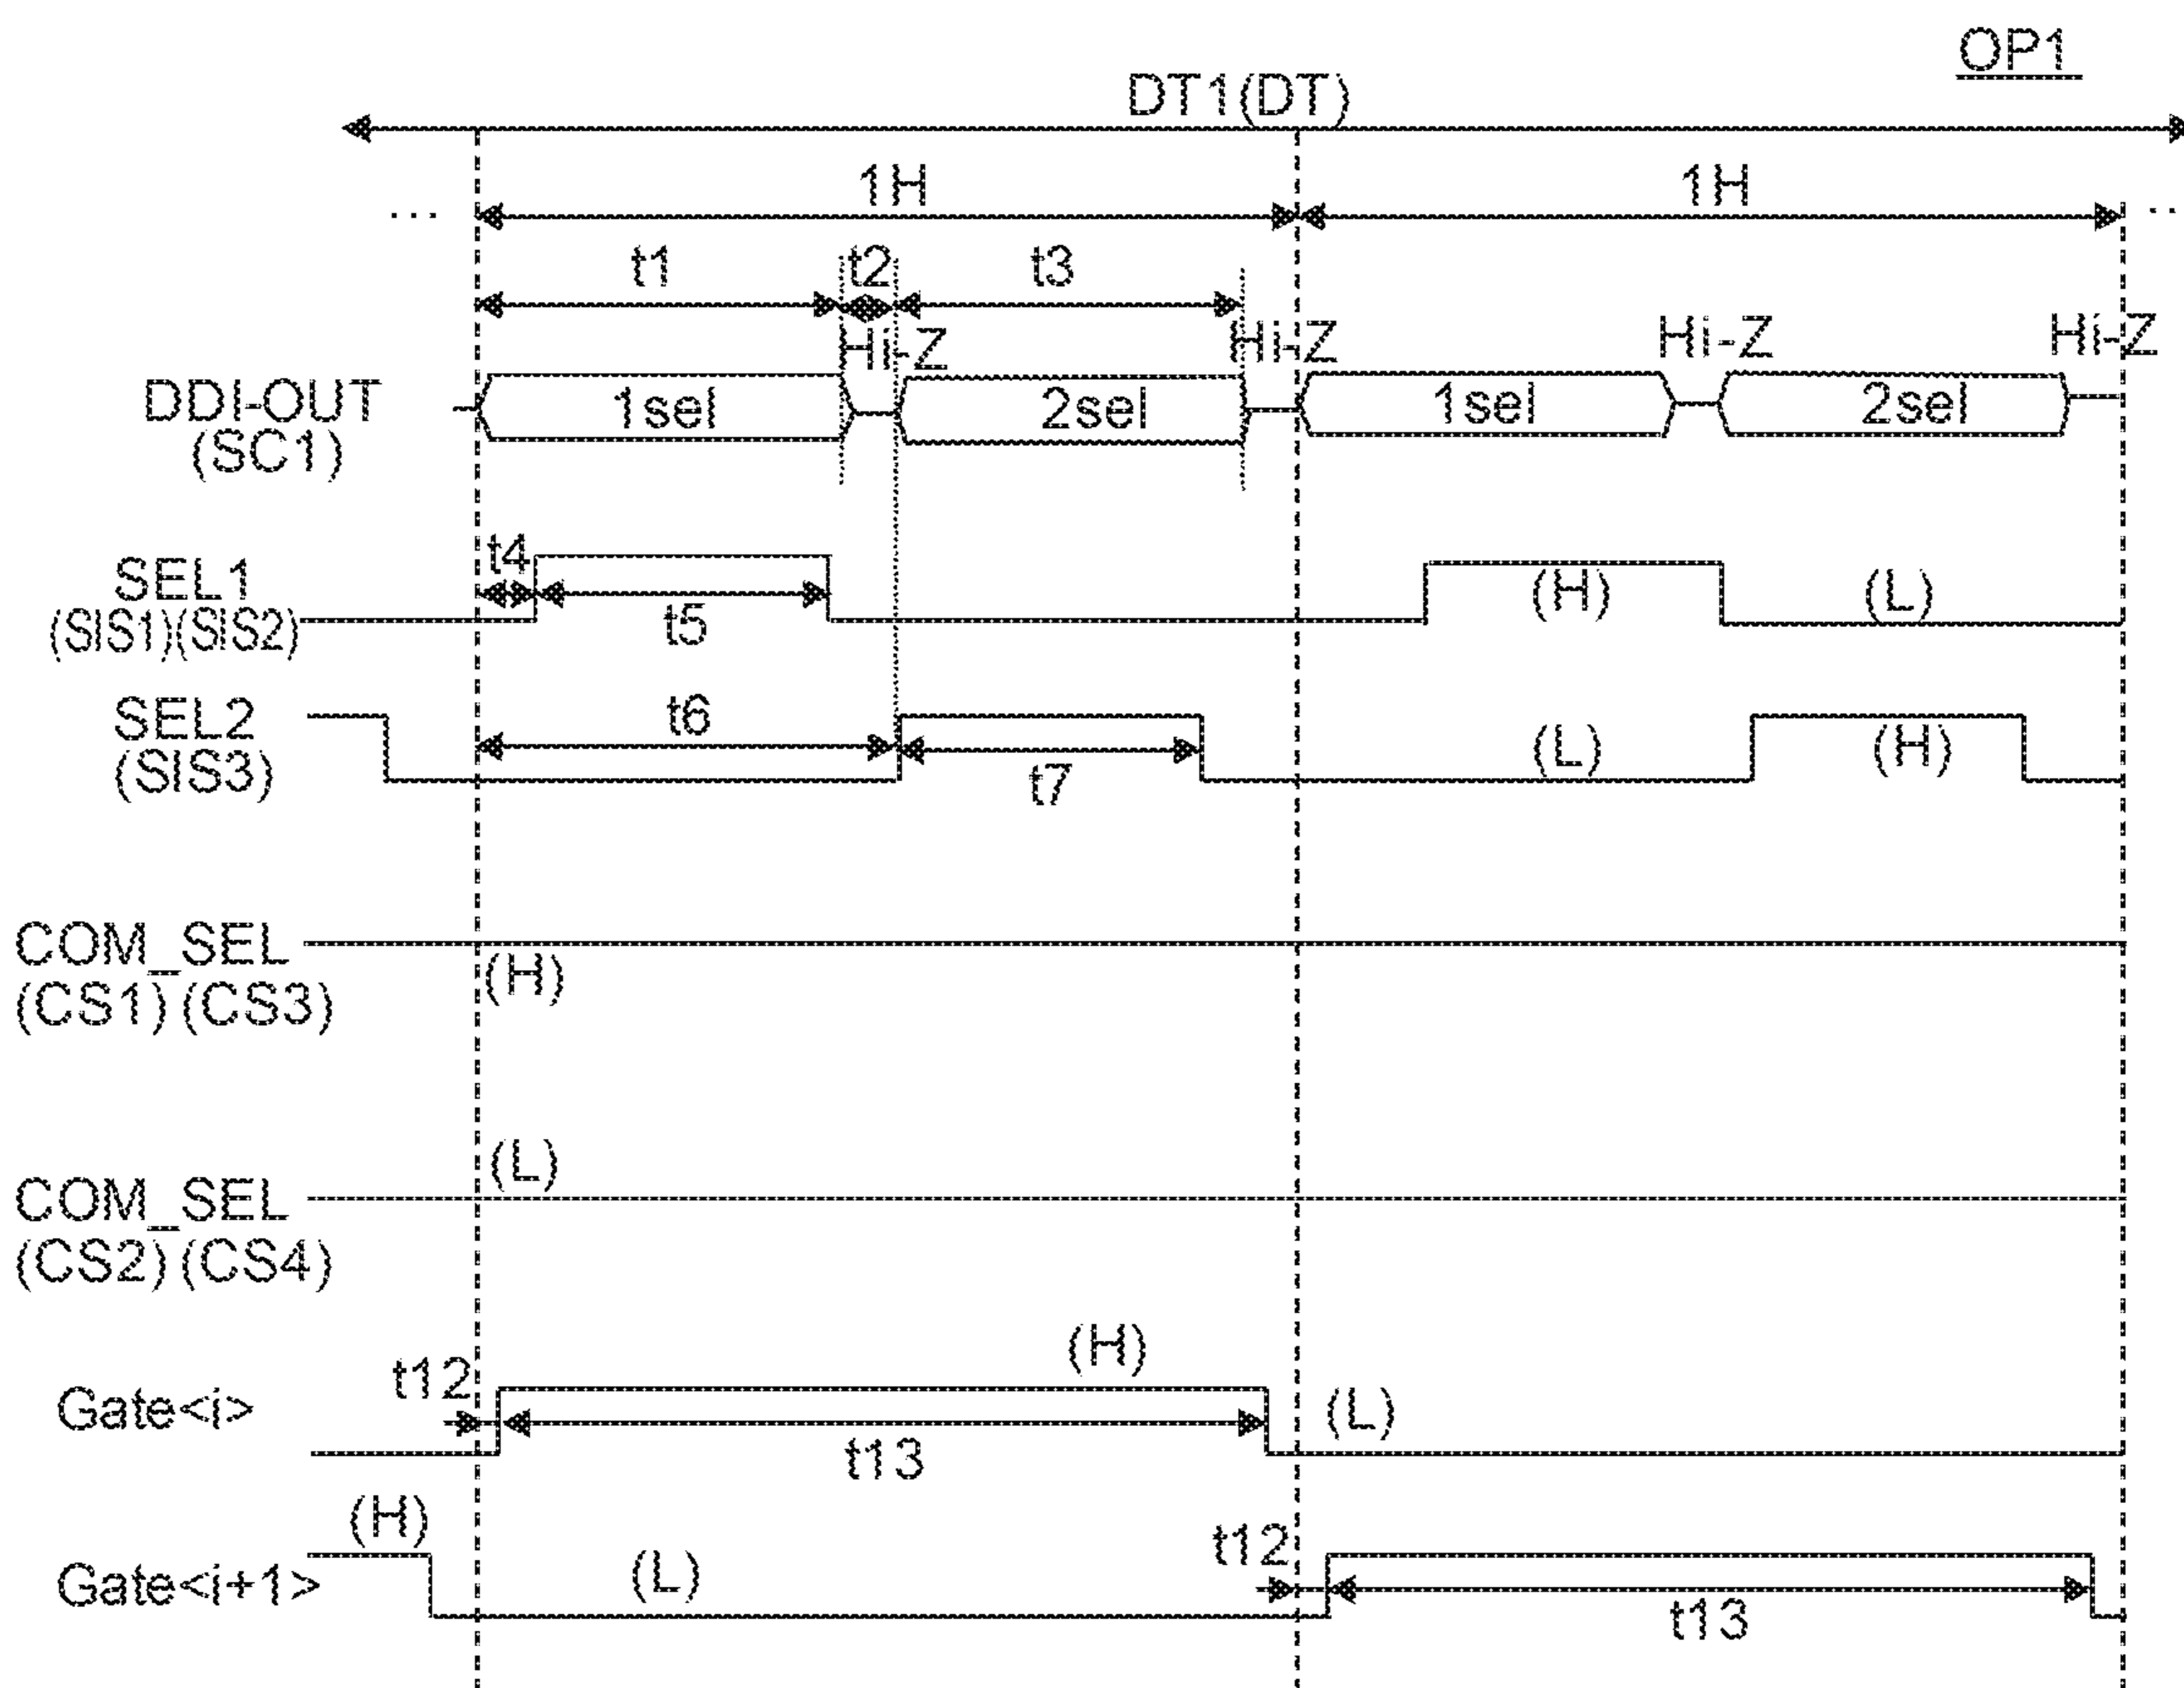 OP1
DT1(DT)
... 1H 1H ..
t1 t2 t3
Hi-Z Hi-Z Hi-Z Hi-Z
DDI-OUT 1sel 2sel 1sel 2sel
(SC1)
t4
SEL1 (H) (L)
(SIS1)(SIS2) t5
SEL2 t6
(SIS3) t7 (L) (H)
COM_SEL
(H)
(CS1)(CS3)
(L)
COM_SEL
(CS2)(CS4)
(H)
t12
Gate<i> (L)
t13
(H)
t12
Gate<i+1> (L)
t13